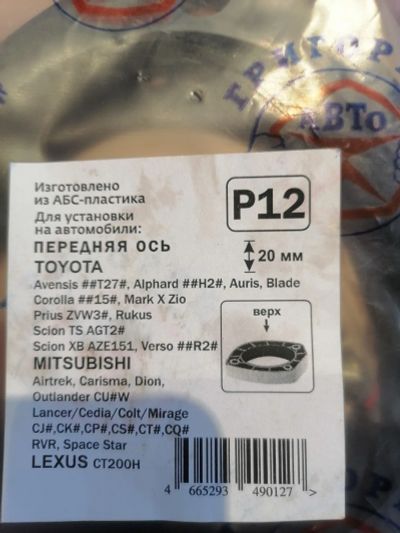 ГРИГОРИ
АВТО
Изготовлено
из АБС-пластика
Для установки
на автомобили:
ПЕРЕДНЯЯ ОСЬ
TOYOTA
P12
20 мм
Avensis ##T27#, Alphard ##H2#, Auris, Blade
Corolla ##15#, Mark X Zio
Prius ZVW3#, Rukus
Scion TS AGT2#
Scion XB AZE151, Verso ##R2#
верх
MITSUBISHI
Airtrek, Carisma, Dion,
Outlander CU#W
Lancer/Cedia/Colt/Mirage
CJ#,CK#,CP#,CS#,CT#,CQ#
RVR, Space Star
LEXUS CT200H
4 665293 490127 >